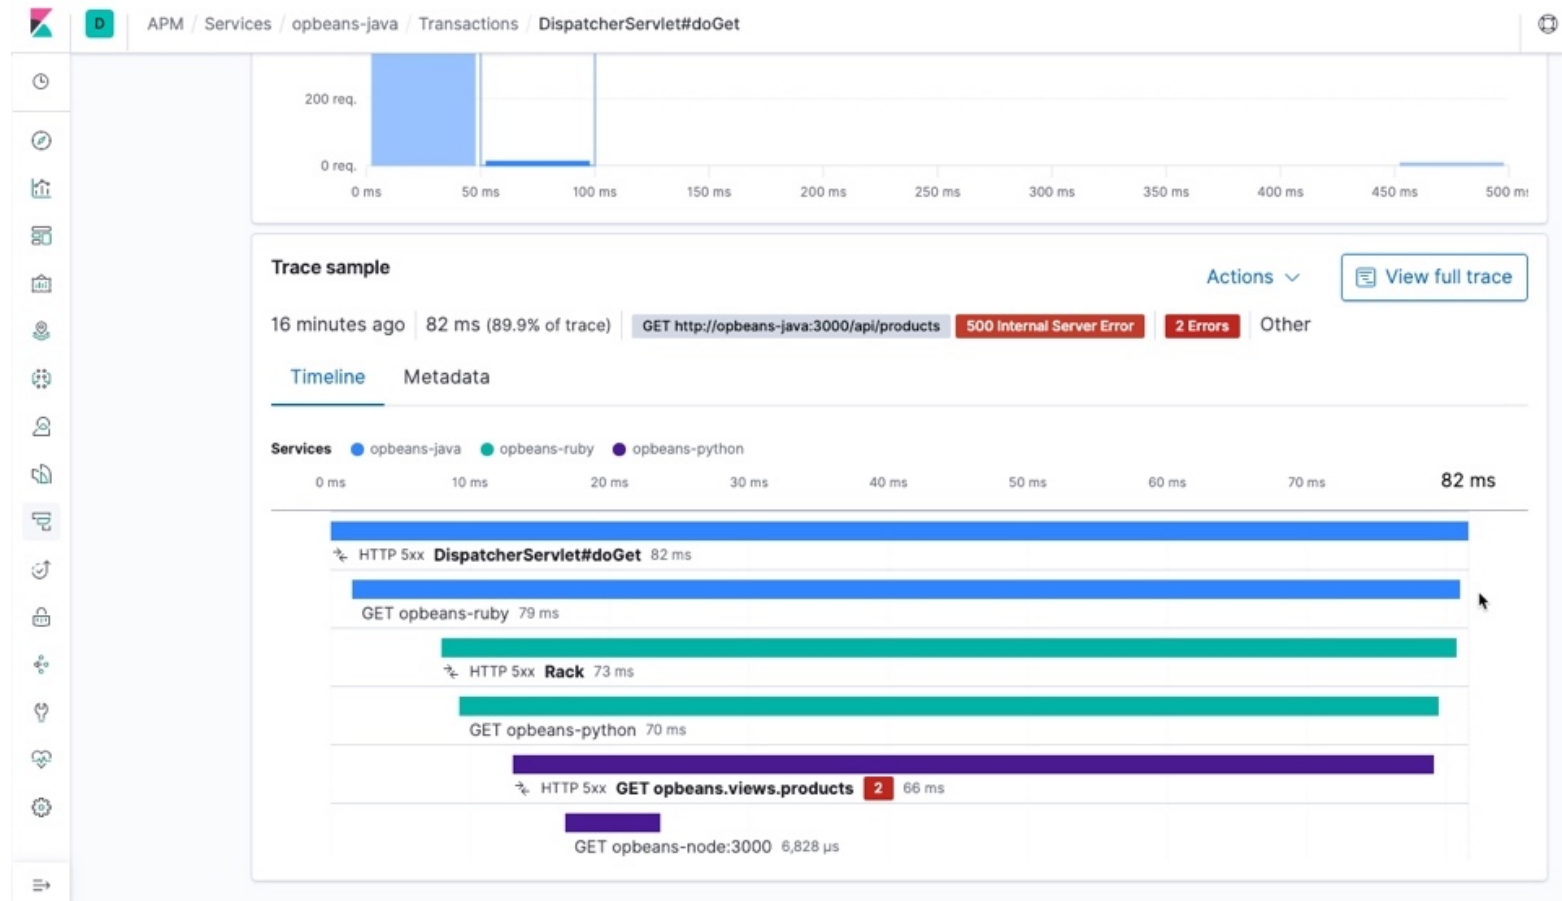 D APM / Services / opbeans-java / Transactions / DispatcherServlet#doGet
200 req.
0 req.
0 ms 50 ms 100 ms 150 ms 200 ms 250 ms 300 ms 350 ms 400 ms 450 ms 500 ms
Trace sample
Actions View full trace
16 minutes ago 82 ms (89.9% of trace) GET http://opbeans-java:3000/api/products 500 Internal Server Error 2 Errors Other
Timeline Metadata
Services opbeans-java opbeans-ruby opbeans-python
0 ms 10 ms 20 ms 30 ms 40 ms 50 ms 60 ms 70 ms 82 ms
HTTP 5xx DispatcherServlet#doGet 82 ms
GET opbeans-ruby 79 ms
HTTP 5xx Rack 73 ms
GET opbeans-python 70 ms
HTTP 5xx GET opbeans.views.products 2 66 ms
GET opbeans-node:3000 6,828 μs